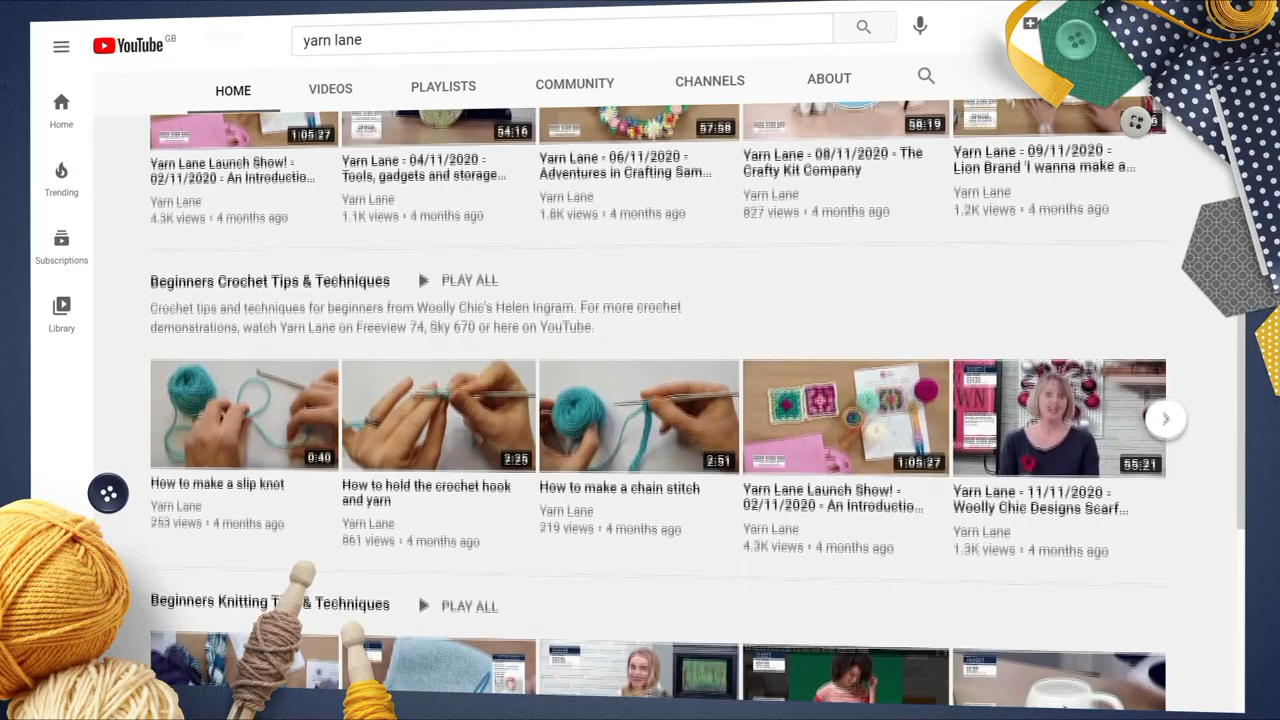 YouTube GB
yarn lane
HOME VIDEOS PLAYLISTS COMMUNITY CHANNELS ABOUT
Home
Trending
Subscriptions
Library
1:05:27 54:16 57:58 58:19
Yarn Lane Launch Show! - 02/11/2020 - An Introductio...
Yarn Lane
4.3K views • 4 months ago
Yarn Lane - 04/11/2020 - Tools, gadgets and storage...
Yarn Lane
1.1K views • 4 months ago
Yarn Lane - 06/11/2020 - Adventures in Crafting Sam...
Yarn Lane
1.8K views • 4 months ago
Yarn Lane - 08/11/2020 - The Crafty Kit Company
Yarn Lane
827 views • 4 months ago
Yarn Lane - 09/11/2020 - Lion Brand 'I wanna make a...
Yarn Lane
1.2K views • 4 months ago
Beginners Crochet Tips & Techniques PLAY ALL
Crochet tips and techniques for beginners from Woolly Chic's Helen Ingram. For more crochet
demonstrations, watch Yarn Lane on Freeview 74, Sky 670 or here on YouTube.
0:40 2:25 2:51 1:05:27 55:21
How to make a slip knot
Yarn Lane
253 views • 4 months ago
How to hold the crochet hook and yarn
Yarn Lane
861 views • 4 months ago
How to make a chain stitch
Yarn Lane
219 views • 4 months ago
Yarn Lane Launch Show! - 02/11/2020 - An Introductio...
Yarn Lane
4.3K views • 4 months ago
Yarn Lane - 11/11/2020 - Woolly Chic Designs Scarf...
Yarn Lane
1.3K views • 4 months ago
Beginners Knitting & Techniques PLAY ALL